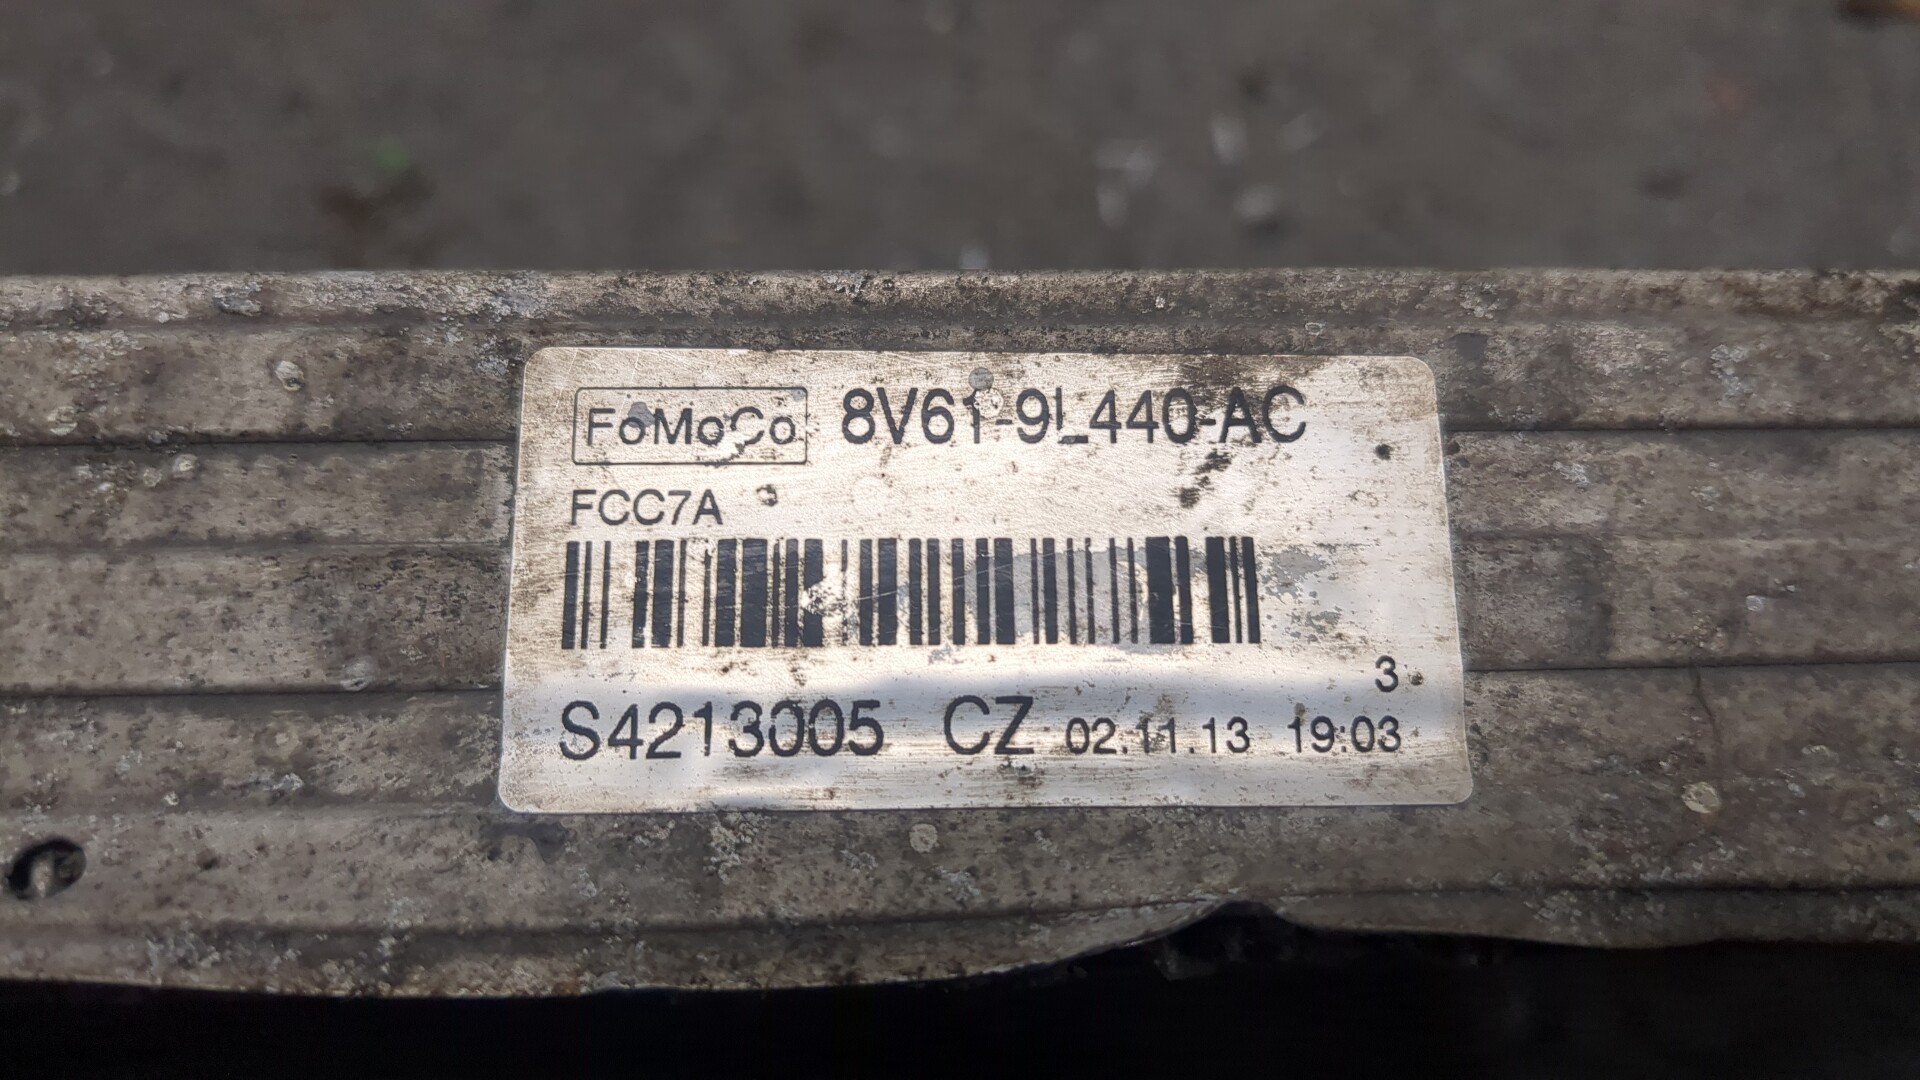 FoMoCo 8V61-9L440-AC
FCC7A
3
S4213005 CZ 02.11.13 19:03